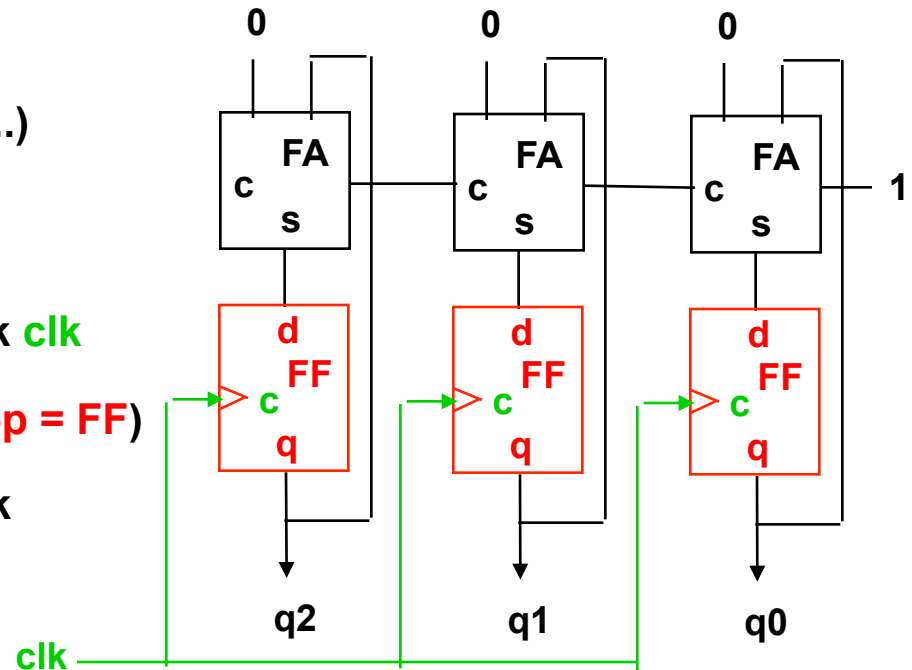 0 0 0
..)
FA FA FA
c c c 1
s s s
d d d
k clk
FF FF FF
c c c
p = FF)
q q q
k
q2 q1 q0
clk